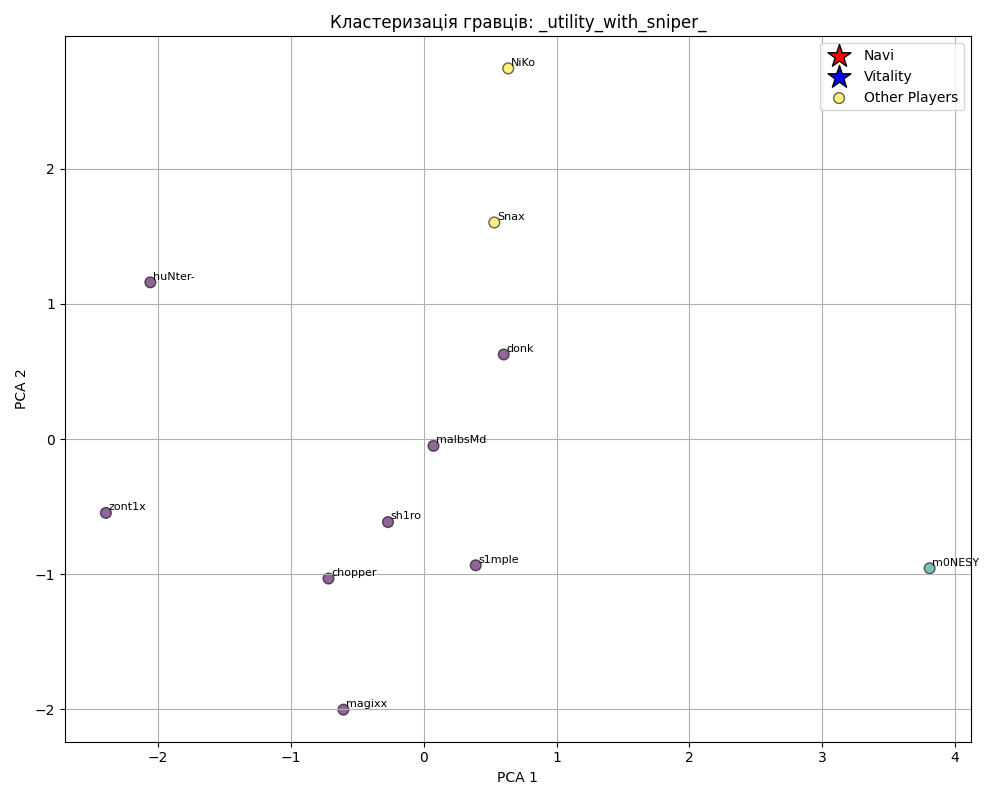 Кластеризація гравців: _utility_with_sniper_
Navi
Vitality
Other Players
NiKo
Snax
huNter-
donk
malbsMd
zont1x
sh1ro
s1mple
chopper
m0NESY
magixx
2
1
0
−1
−2
PCA 2
−2
−1
0
1
2
3
4
PCA 1